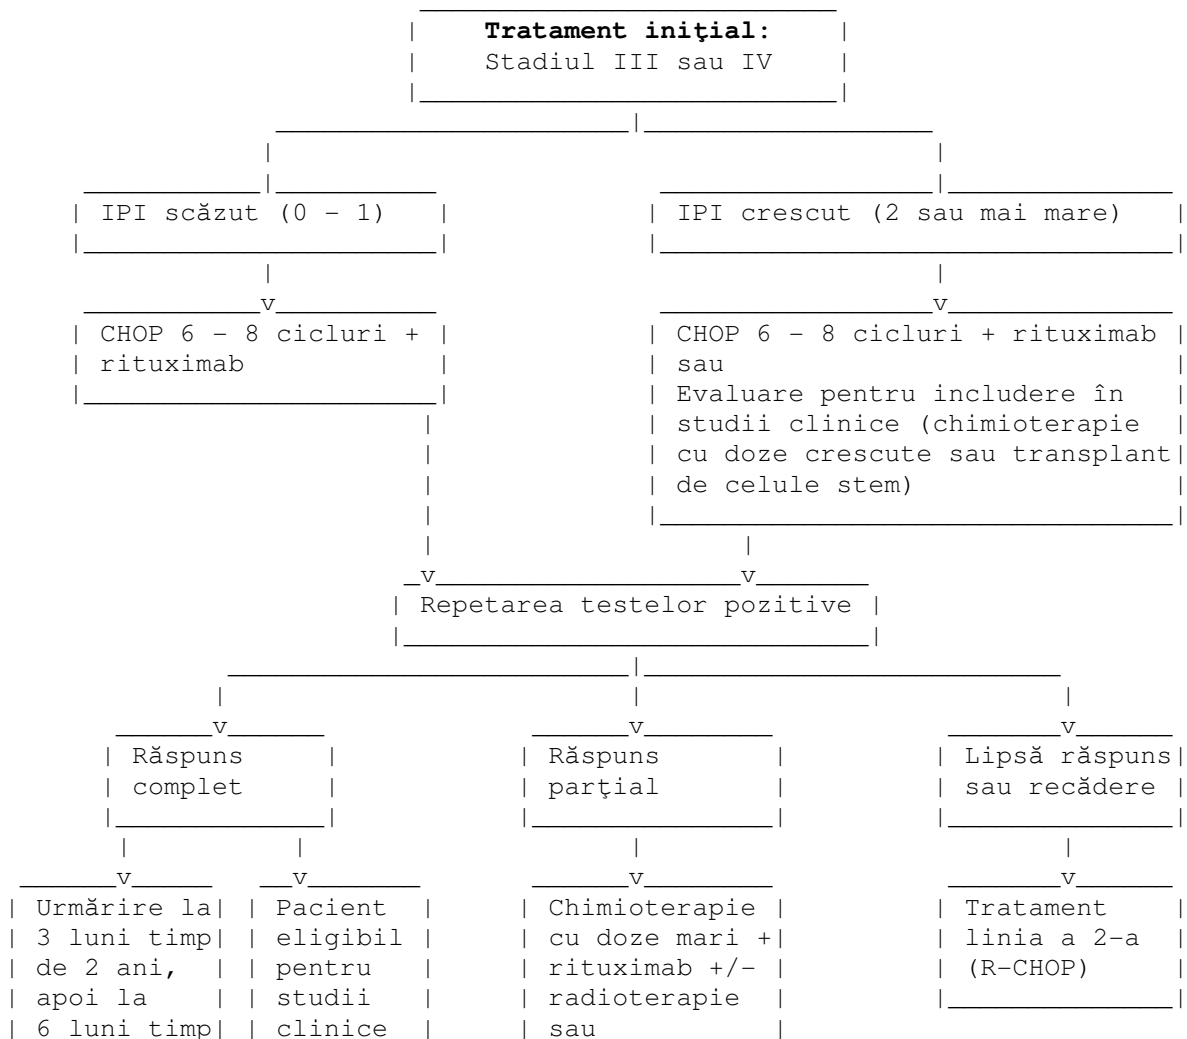 Tratament iniţial:
Stadiul III sau IV
IPI scăzut (0 - 1)
IPI crescut (2 sau mai mare)
CHOP 6 - 8 cicluri +
rituximab
CHOP 6 - 8 cicluri + rituximab
sau
Evaluare pentru includere în
studii clinice (chimioterapie
cu doze crescute sau transplant
de celule stem)
Repetarea testelor pozitive
Răspuns
complet
Răspuns
parţial
Lipsă răspuns
sau recădere
Urmărire la
3 luni timp
de 2 ani,
apoi la
6 luni timp
Pacient
eligibil
pentru
studii
clinice
Chimioterapie
cu doze mari +
rituximab +/-
radioterapie
sau
Tratament
linia a 2-a
(R-CHOP)